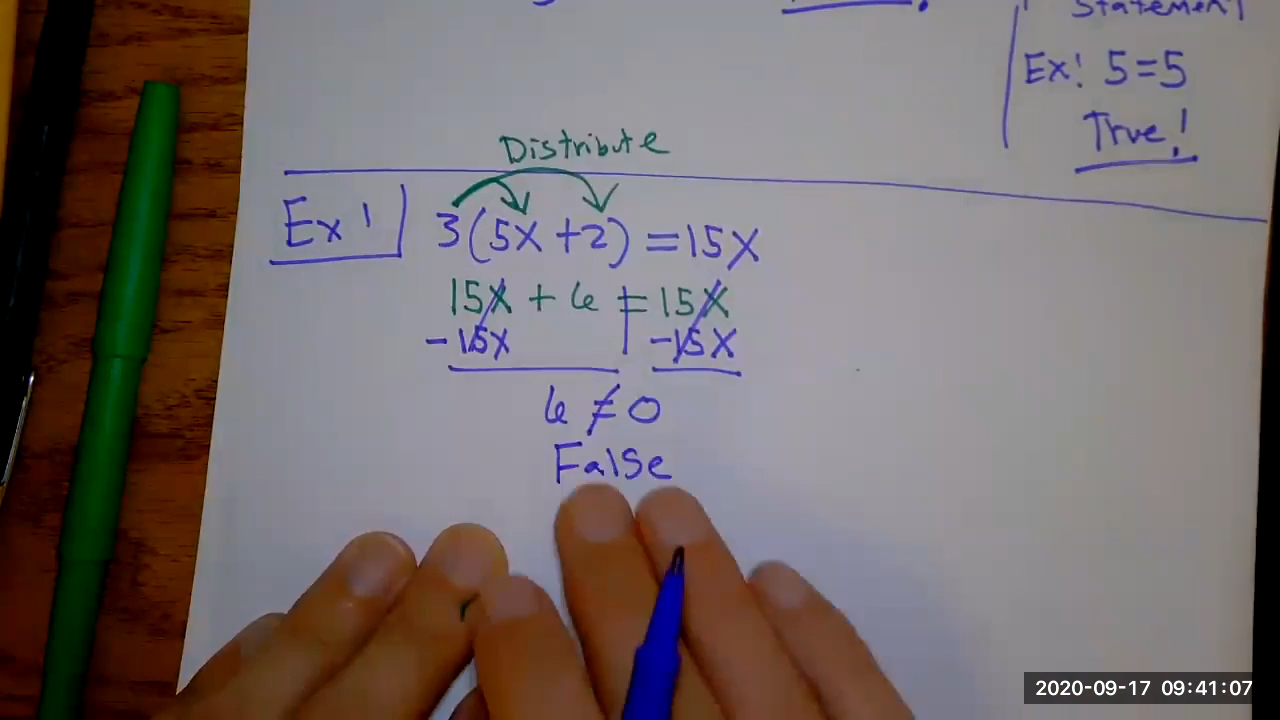 Statement
Ex! 5=5
True!
Distribute
Ex 1 3(5x+2) = 15x
15x + 6 = 15x
-15x -15x
6 ≠ 0
False
2020-09-17 09:41:07